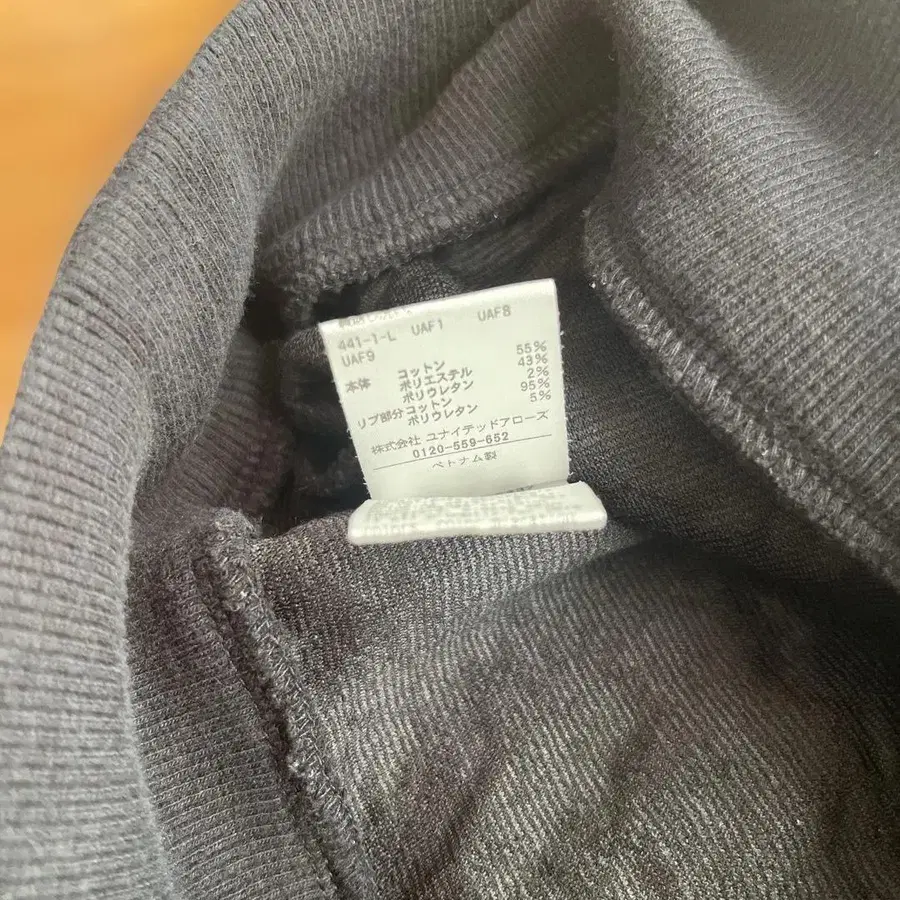 441-1-L UAF1 UAF8
UAF9
本体 コットン 55%
ポリエステル 43%
ポリウレタン 2%
リブ部分 コットン 95%
ポリウレタン 5%
株式会社 ユナイテッドアローズ
0120-559-652
ベトナム製